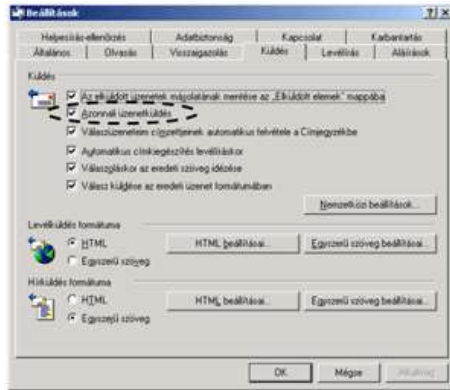 Beállítások
Helyesírás-ellenőrzés Adatbiztonság Kapcsolat Karbantartás
Általános Olvasás Visszaigazolás Küldés Levélírás Aláírások
Küldés
Az elküldött üzenetek másolatának mentése az „Elküldött elemek" mappába
Azonnali üzenetküldés
Válaszüzeneteim címzettjeinek automatikus felvétele a Címjegyzékbe
Automatikus címkiegészítés levélíráskor
Válaszoláskor az eredeti szöveg idézése
Válasz küldése az eredeti üzenet formátumában
Nemzetközi beállítások...
Levélküldés formátuma
HTML HTML beállításai... Egyszerű szöveg beállításai...
Egyszerű szöveg
Hírküldés formátuma
HTML HTML beállításai... Egyszerű szöveg beállításai...
Egyszerű szöveg
OK Mégse Alkalmaz